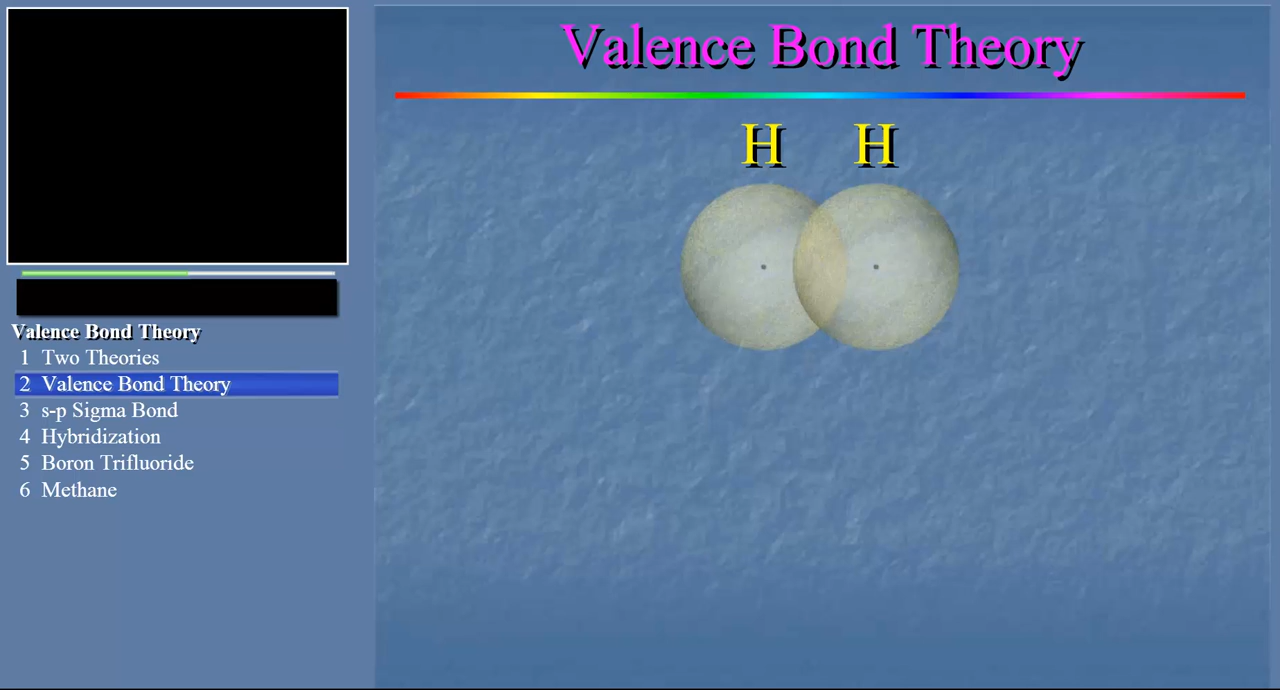 Valence Bond Theory
H H
Valence Bond Theory
1 Two Theories
2 Valence Bond Theory
3 s-p Sigma Bond
4 Hybridization
5 Boron Trifluoride
6 Methane